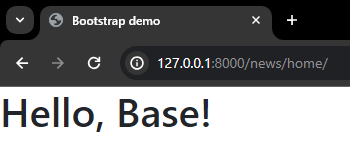 Bootstrap demo
127.0.0.1:8000/news/home/
Hello, Base!